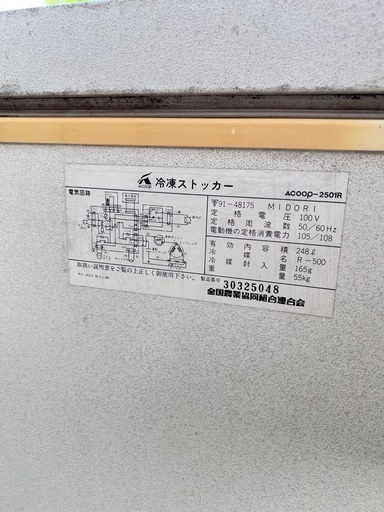 ACOOP 冷凍ストッカー ACOOP-2501R
電気回路
〒91-48175 MIDORI
定格電圧 100V
定格周波数 50/60Hz
電動機の定格消費電力 105/108
有効内容積 248ℓ
冷媒名 R-500
冷媒封入量 165g
重量 55kg
取扱い説明書をご覧の上正しく御使用下さい。
製造番号 30325048
全国農業協同組合連合会